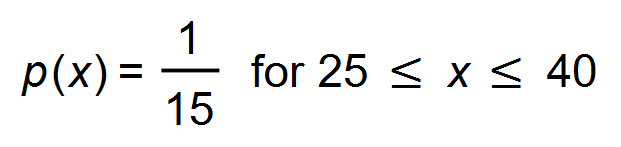 p(x) = 1/15 for 25 ≤ x ≤ 40